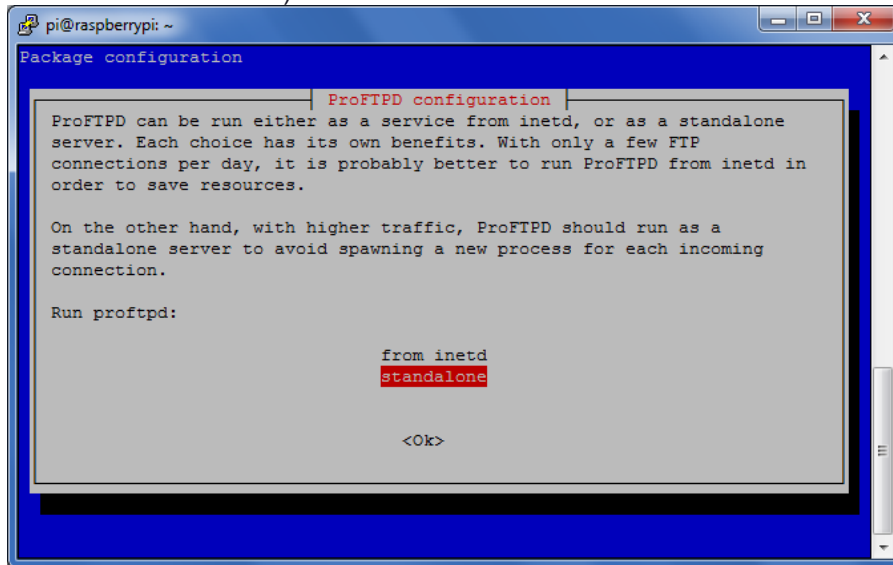 pi@raspberrypi: ~
Package configuration
ProFTPD configuration
ProFTPD can be run either as a service from inetd, or as a standalone
server. Each choice has its own benefits. With only a few FTP
connections per day, it is probably better to run ProFTPD from inetd in
order to save resources.
On the other hand, with higher traffic, ProFTPD should run as a
standalone server to avoid spawning a new process for each incoming
connection.
Run proftpd:
from inetd
standalone
<Ok>